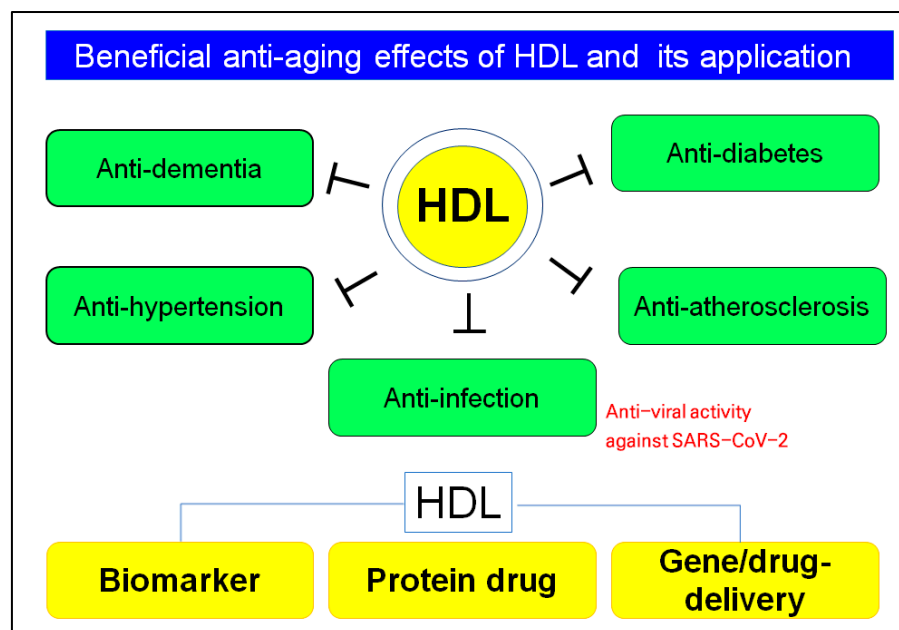 Beneficial anti-aging effects of HDL and its application
Anti-dementia
HDL
Anti-diabetes
Anti-hypertension
Anti-atherosclerosis
Anti-infection
Anti-viral activity
against SARS-CoV-2
HDL
Biomarker
Protein drug
Gene/drug-
delivery